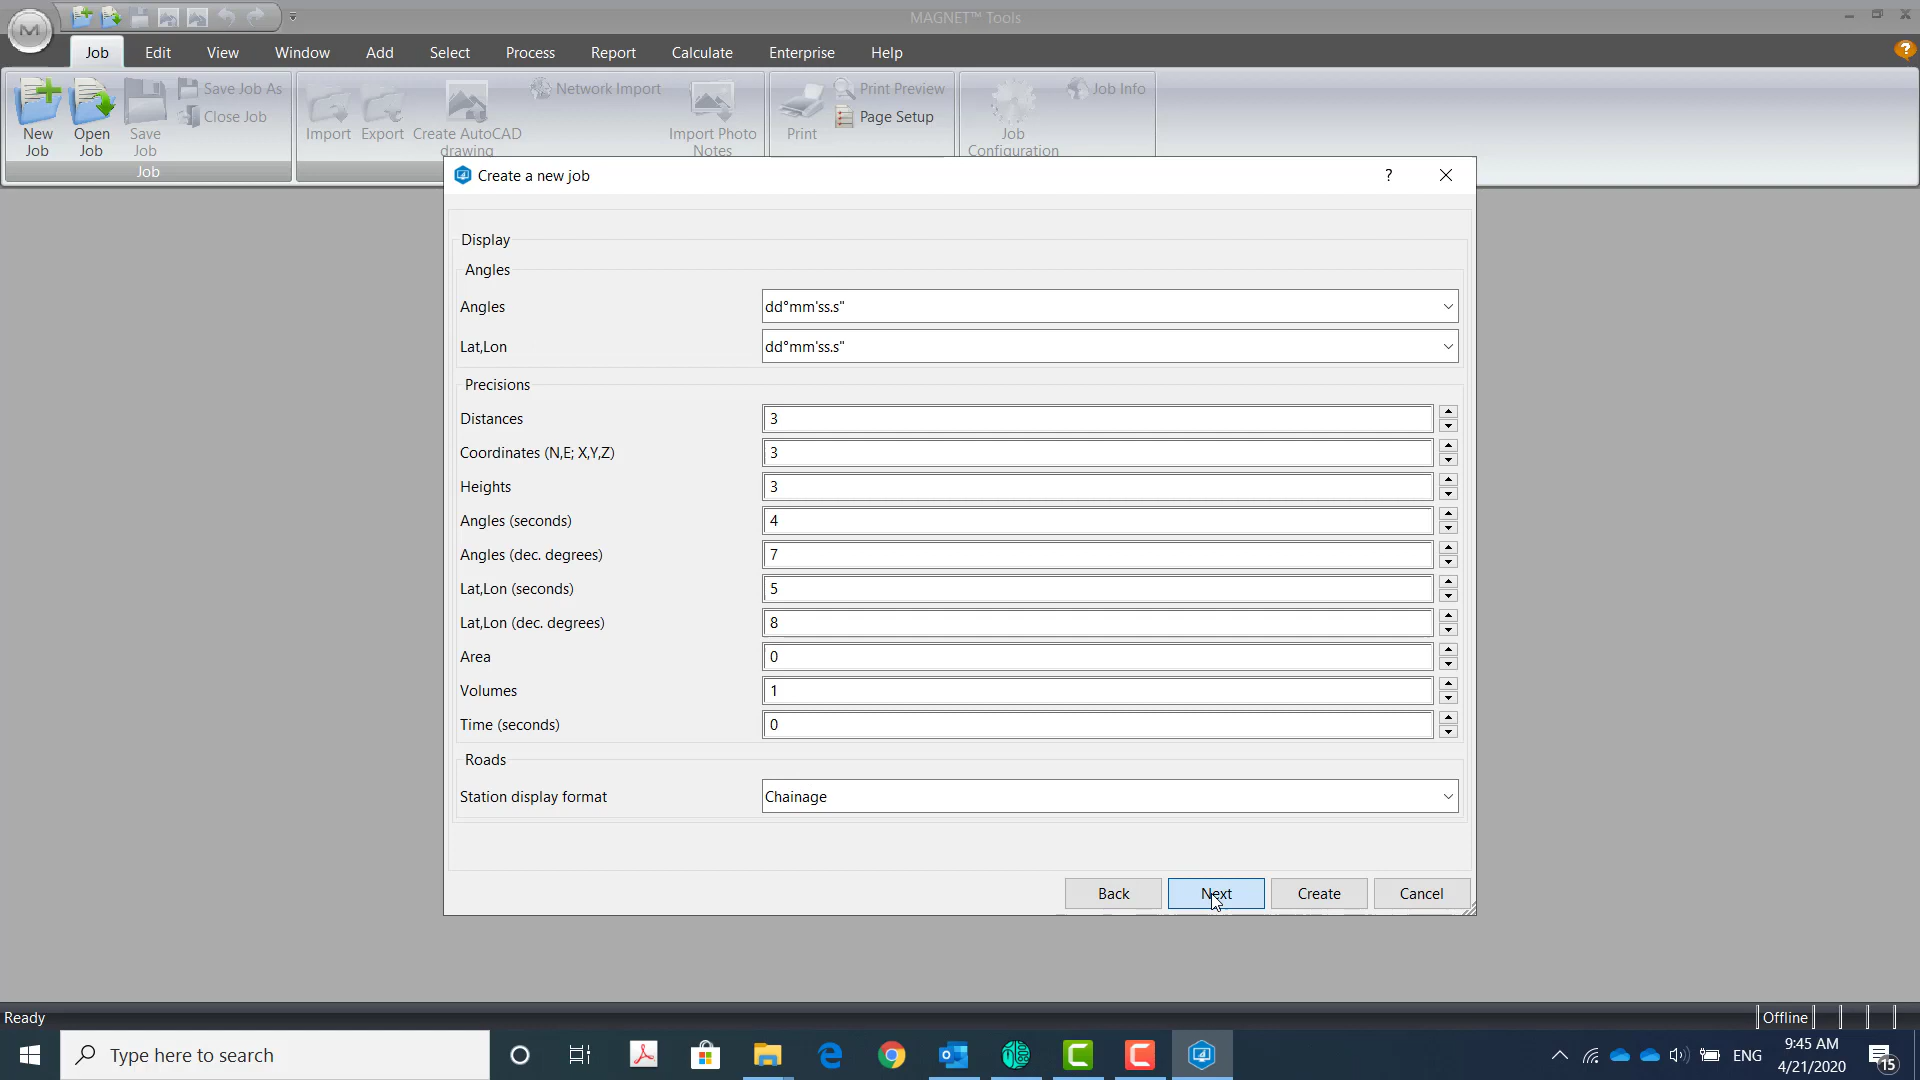 MAGNET™ Tools
Job Edit View Window Add Select Process Report Calculate Enterprise Help
New Job
Open Job
Save Job
Save Job As
Close Job
Job
Import
Export
Create AutoCAD drawing
Network Import
Import Photo Notes
Print
Print Preview
Page Setup
Job Configuration
Job Info
Create a new job
Display
Angles
Angles dd°mm'ss.s"
Lat,Lon dd°mm'ss.s"
Precisions
Distances 3
Coordinates (N,E; X,Y,Z) 3
Heights 3
Angles (seconds) 4
Angles (dec. degrees) 7
Lat,Lon (seconds) 5
Lat,Lon (dec. degrees) 8
Area 0
Volumes 1
Time (seconds) 0
Roads
Station display format Chainage
Back Next Create Cancel
Ready
Offline
Type here to search
ENG
9:45 AM
4/21/2020
15